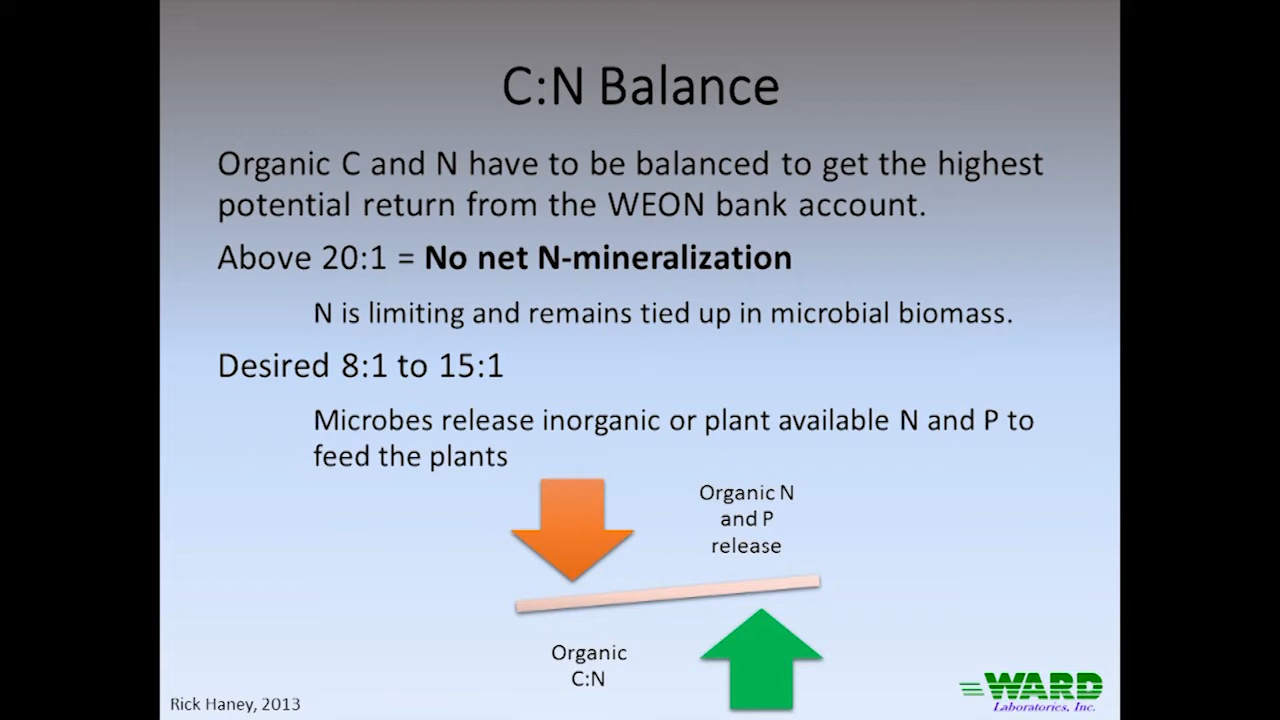 C:N Balance
Organic C and N have to be balanced to get the highest
potential return from the WEON bank account.
Above 20:1 = No net N-mineralization
N is limiting and remains tied up in microbial biomass.
Desired 8:1 to 15:1
Microbes release inorganic or plant available N and P to
feed the plants
Organic N
and P
release
Organic
C:N
Rick Haney, 2013
WARD
Laboratories, Inc.